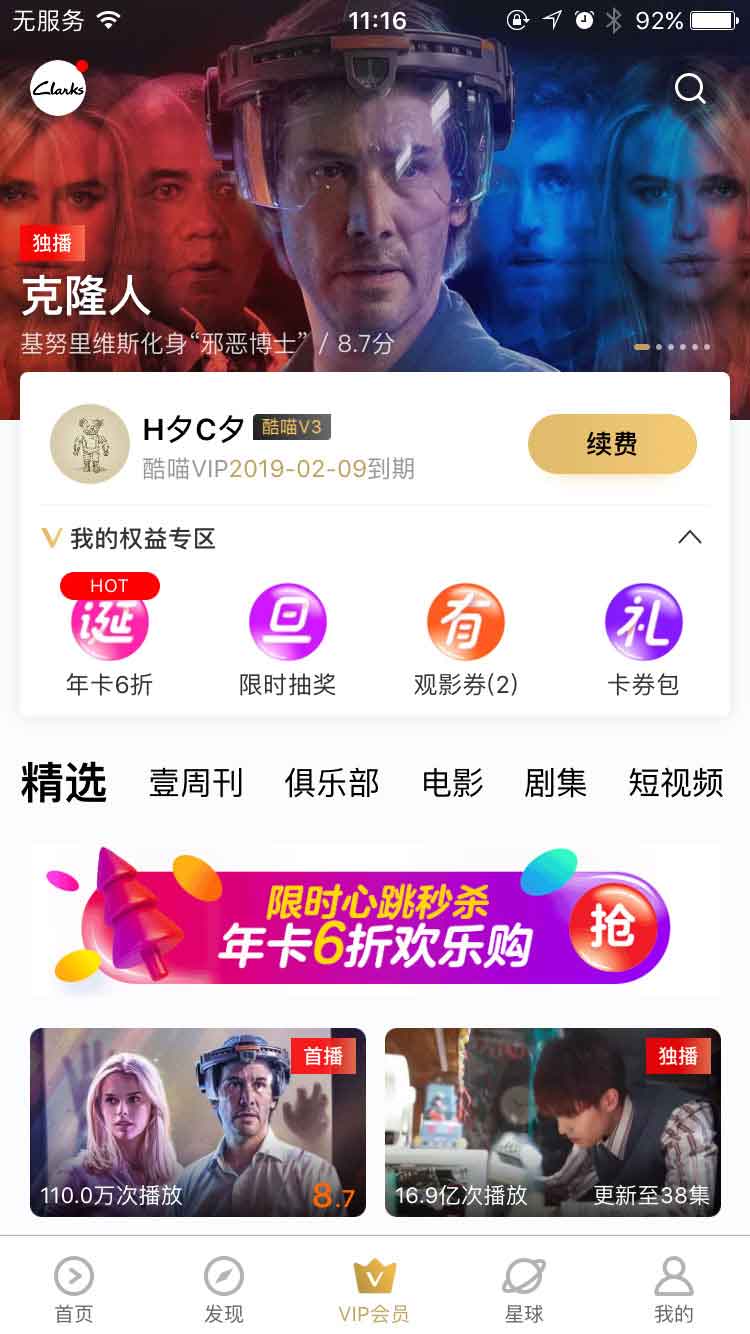 无服务
11:16
92%
Clarks
独播
克隆人
基努里维斯化身“邪恶博士” / 8.7分
H夕C夕
酷喵V3
酷喵VIP2019-02-09到期
续费
V 我的权益专区
HOT
诞
旦
有
礼
年卡6折
限时抽奖
观影券(2)
卡券包
精选
壹周刊
俱乐部
电影
剧集
短视频
限时心跳秒杀
年卡6折欢乐购
抢
首播
110.0万次播放
8.7
独播
16.9亿次播放
更新至38集
首页
发现
V
VIP会员
星球
我的